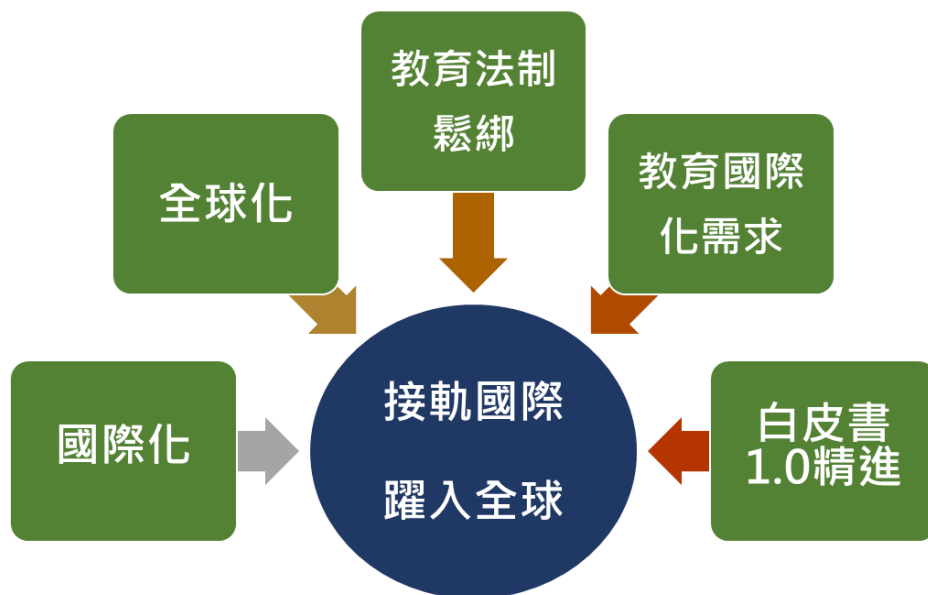 教育法制
鬆綁
全球化
教育國際
化需求
國際化
接軌國際
躍入全球
白皮書
1.0精進